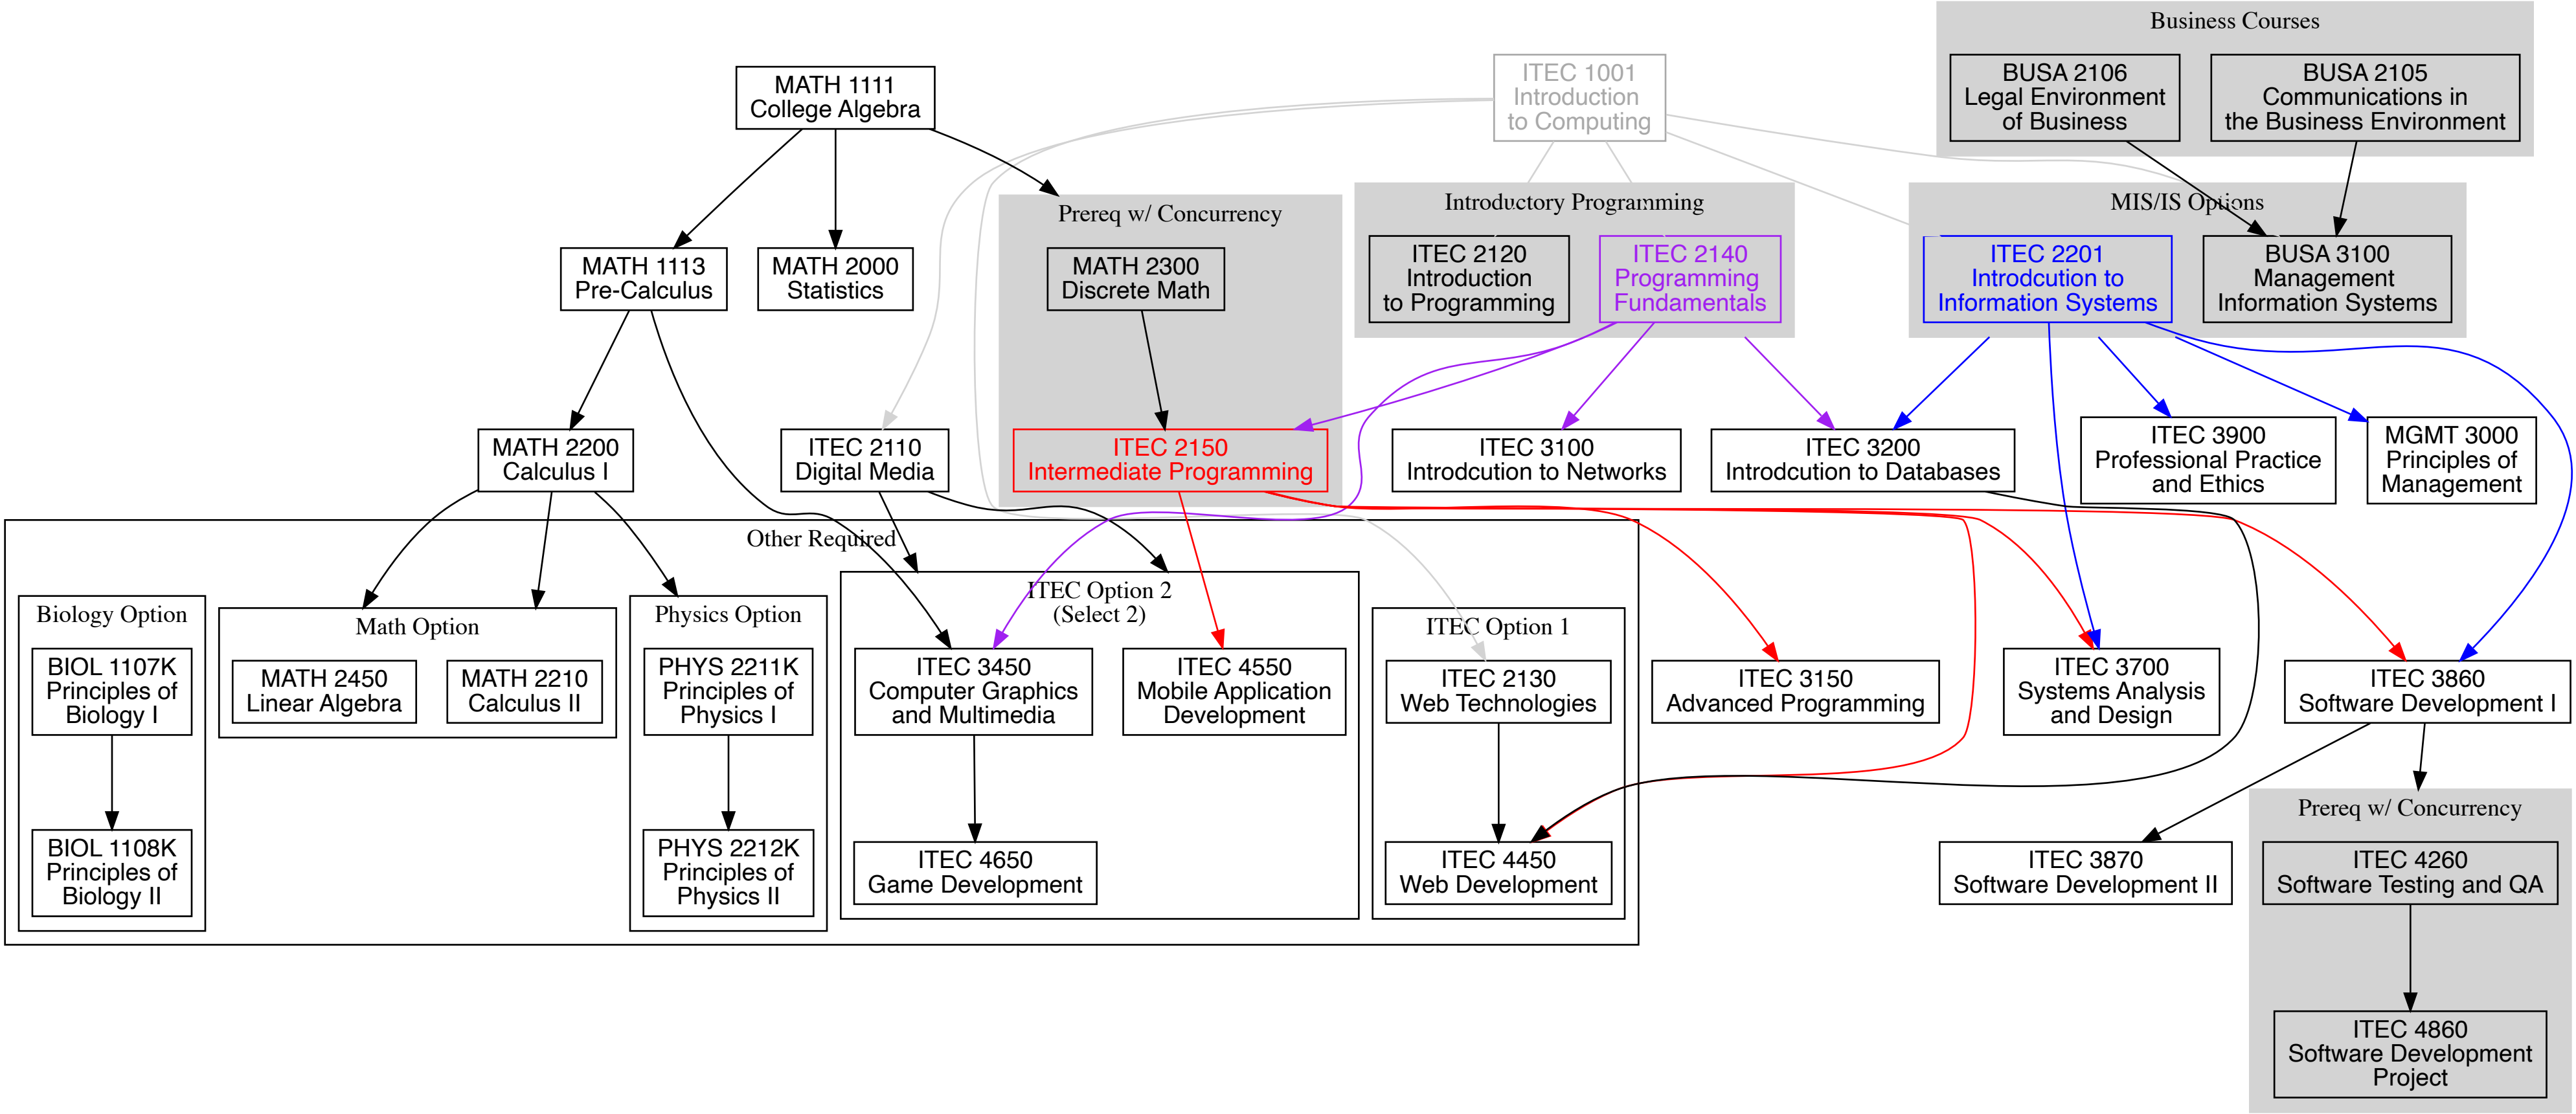 Business Courses
MATH 1111
College Algebra
ITEC 1001
Introduction
to Computing
BUSA 2106
Legal Environment
of Business
BUSA 2105
Communications in
the Business Environment
Prereq w/ Concurrency
Introductory Programming
MIS/IS Options
MATH 1113
Pre-Calculus
MATH 2000
Statistics
MATH 2300
Discrete Math
ITEC 2120
Introduction
to Programming
ITEC 2140
Programming
Fundamentals
ITEC 2201
Introdcution to
Information Systems
BUSA 3100
Management
Information Systems
MATH 2200
Calculus I
ITEC 2110
Digital Media
ITEC 2150
Intermediate Programming
ITEC 3100
Introdcution to Networks
ITEC 3200
Introdcution to Databases
ITEC 3900
Professional Practice
and Ethics
MGMT 3000
Principles of
Management
Other Required
Biology Option
Math Option
Physics Option
ITEC Option 2
(Select 2)
ITEC Option 1
BIOL 1107K
Principles of
Biology I
MATH 2450
Linear Algebra
MATH 2210
Calculus II
PHYS 2211K
Principles of
Physics I
ITEC 3450
Computer Graphics
and Multimedia
ITEC 4550
Mobile Application
Development
ITEC 2130
Web Technologies
ITEC 3150
Advanced Programming
ITEC 3700
Systems Analysis
and Design
ITEC 3860
Software Development I
Prereq w/ Concurrency
BIOL 1108K
Principles of
Biology II
PHYS 2212K
Principles of
Physics II
ITEC 4650
Game Development
ITEC 4450
Web Development
ITEC 3870
Software Development II
ITEC 4260
Software Testing and QA
ITEC 4860
Software Development
Project